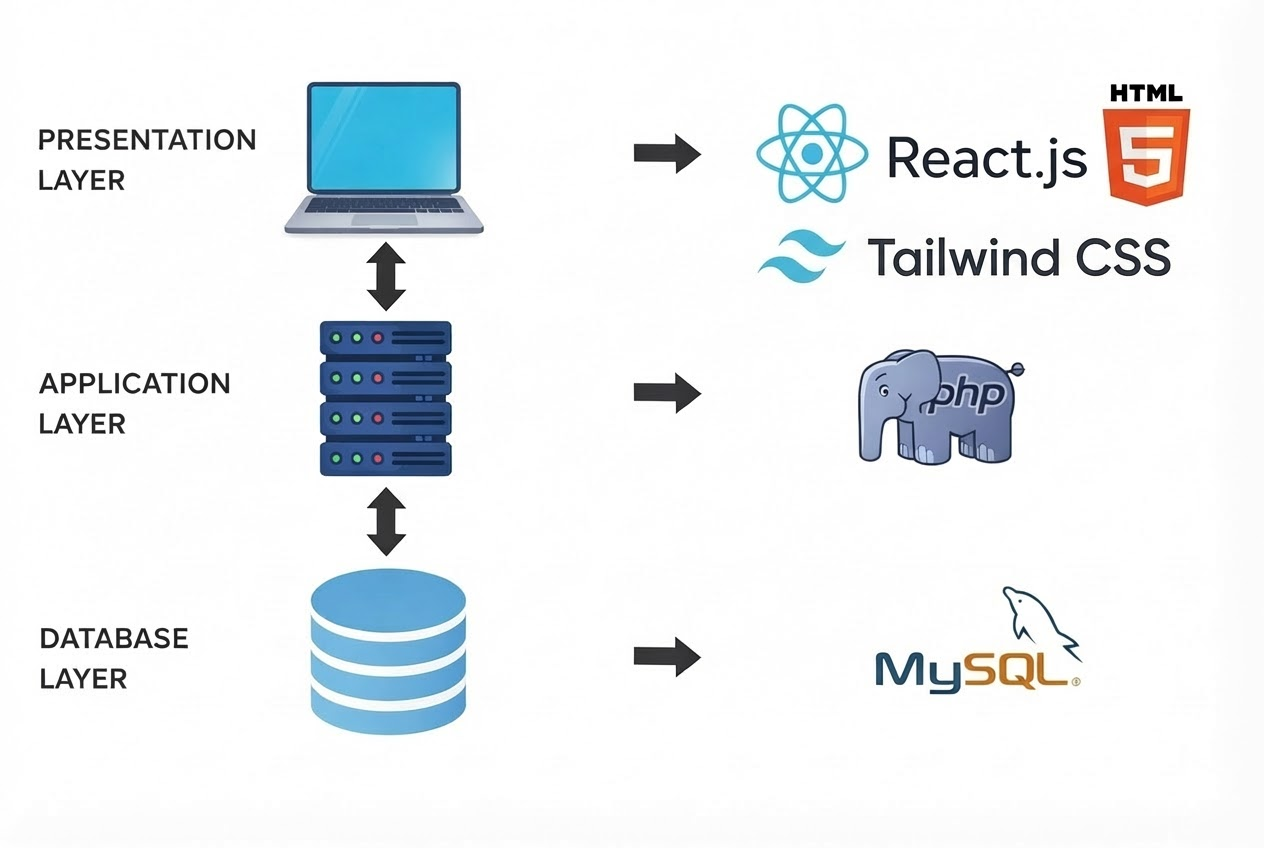 PRESENTATION
LAYER
HTML
5
React.js
Tailwind CSS
APPLICATION
LAYER
php
DATABASE
LAYER
MySQL®